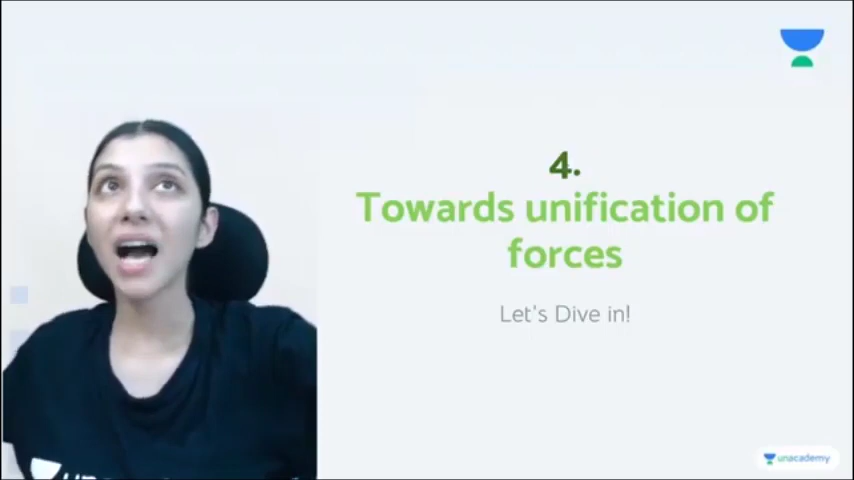 4.
Towards unification of
forces
Let's Dive in!
unacademy